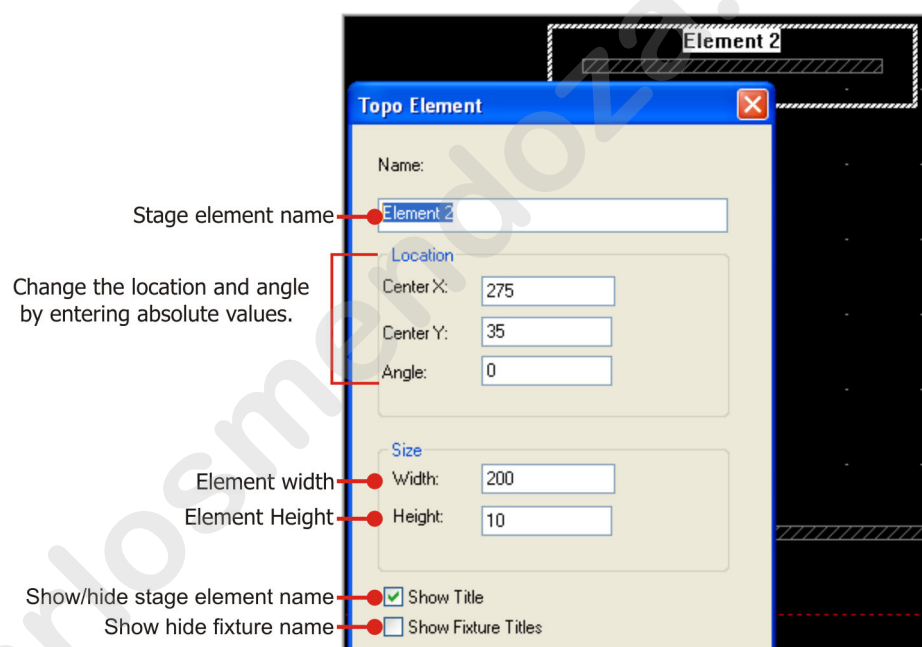 Element 2
Topo Element
Name:
Stage element name
Element 2
Location
Change the location and angle
by entering absolute values.
Center X:
275
Center Y:
35
Angle:
0
Size
Element width
Width:
200
Element Height
Height:
10
Show/hide stage element name
Show Title
Show hide fixture name
Show Fixture Titles
rlosmendoza.